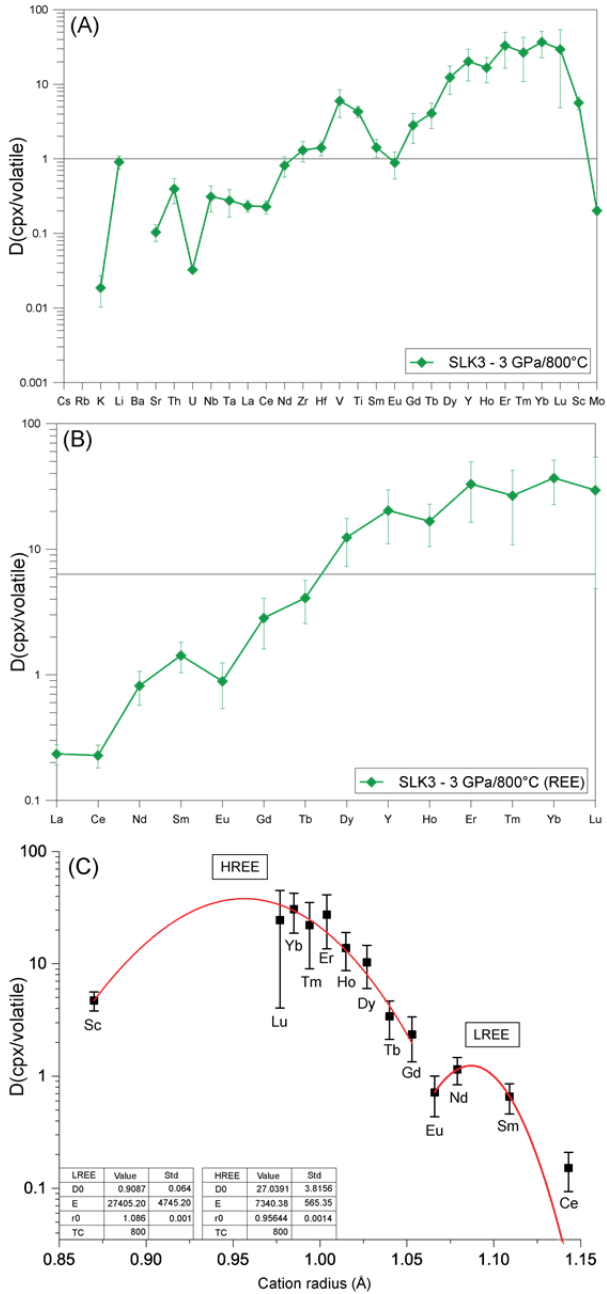 (A)
D(cpx/volatile)
100
10
1
0.1
0.01
0.001
SLK3 - 3 GPa/800°C
Cs Rb K Li Ba Sr Th U Nb Ta La Ce Nd Zr Hf V Ti Sm Eu Gd Tb Dy Y Ho Er Tm Yb Lu Sc Mo
(B)
D(cpx/volatile)
100
10
1
0.1
SLK3 - 3 GPa/800°C (REE)
La Ce Nd Sm Eu Gd Tb Dy Y Ho Er Tm Yb Lu
(C)
D(cpx/volatile)
100
10
1
0.1
HREE
LREE
Sc
Lu
Yb
Tm
Er
Ho
Dy
Tb
Gd
Eu
Nd
Sm
Ce
LREE Value Std
D0 0.9087 0.064
E 27405.20 4745.20
r0 1.086 0.001
TC 800
HREE Value Std
D0 27.0391 3.8156
E 7340.38 565.35
r0 0.95644 0.0014
TC 800
0.85 0.90 0.95 1.00 1.05 1.10 1.15
Cation radius (Å)